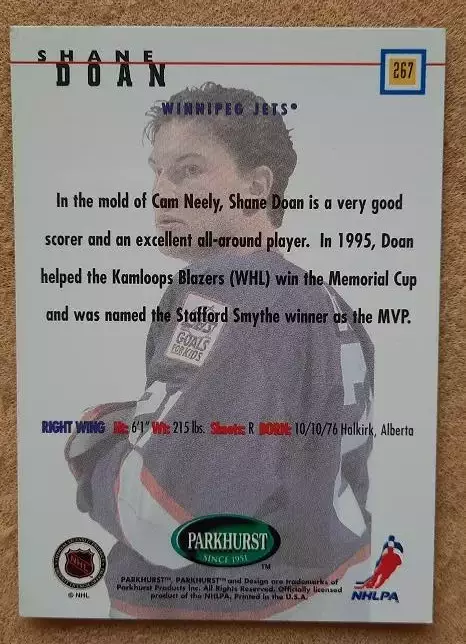 SHANE
DOAN
267
WINNIPEG JETS®
In the mold of Cam Neely, Shane Doan is a very good
scorer and an excellent all-around player. In 1995, Doan
helped the Kamloops Blazers (WHL) win the Memorial Cup
and was named the Stafford Smythe winner as the MVP.
GOALS
FOR KIDS
RIGHT WING Ht: 6'1" Wt: 215 lbs. Shoots: R BORN: 10/10/76 Halkirk, Alberta
PARKHURST
SINCE 1951
TM
NHL
© NHL
PARKHURST™, PARKHURST™ and Design are trademarks of
Parkhurst Products Inc. All Rights Reserved. Officially licensed
product of the NHLPA, Printed in the U.S.A.
NHLPA